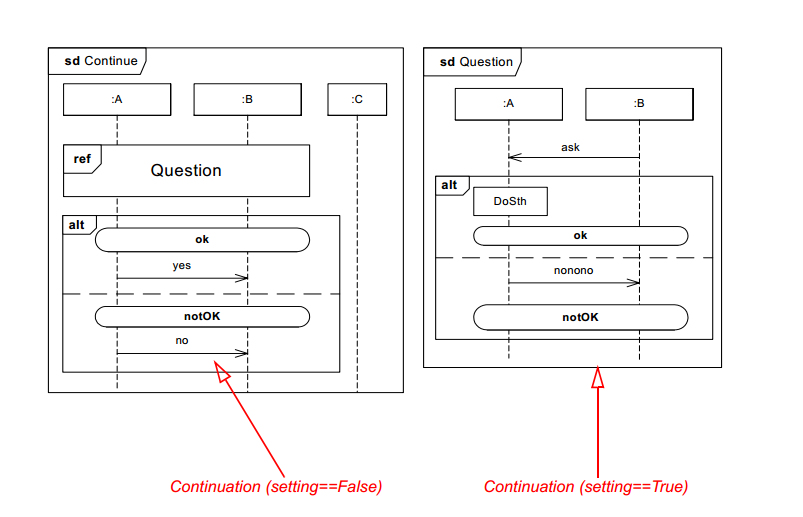 sd Continue
:A
:B
:C
ref
Question
alt
ok
yes
notOK
no
Continuation (setting==False)
sd Question
:A
:B
ask
alt
DoSth
ok
nonono
notOK
Continuation (setting==True)